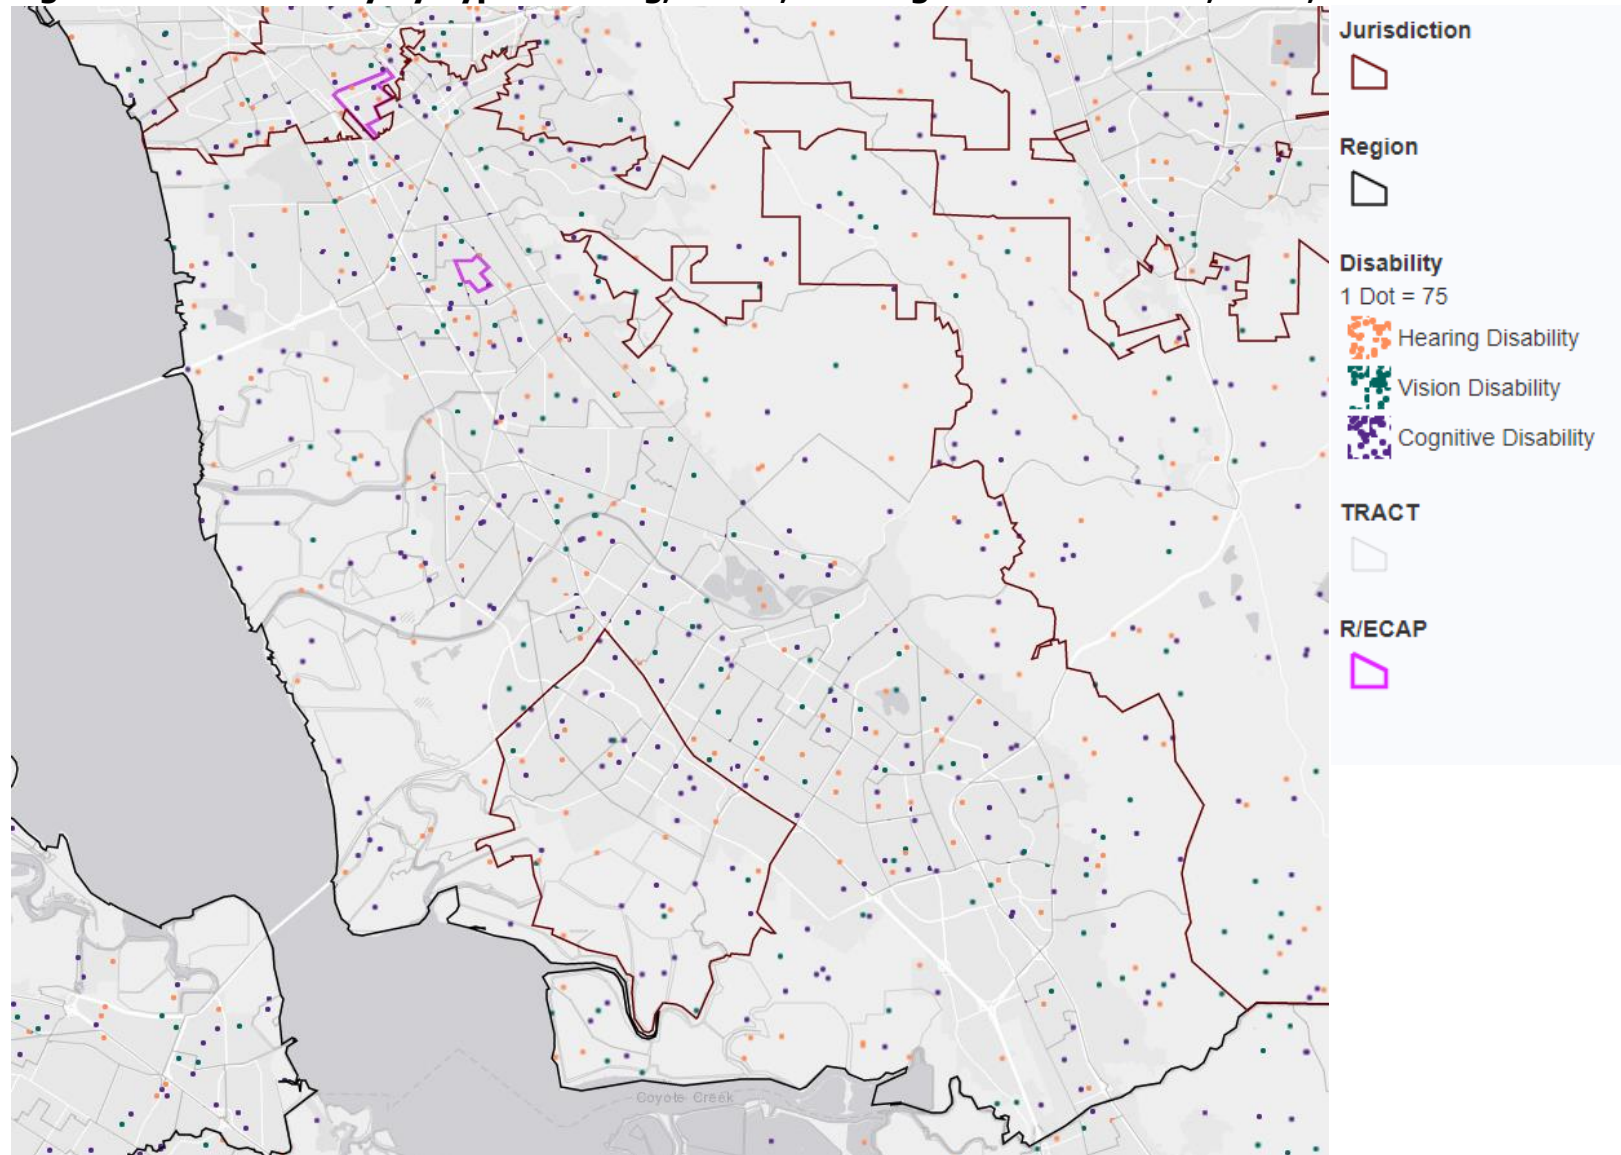 Jurisdiction
Region
Disability
1 Dot = 75
Hearing Disability
Vision Disability
Cognitive Disability
TRACT
R/ECAP
Coyote Creek